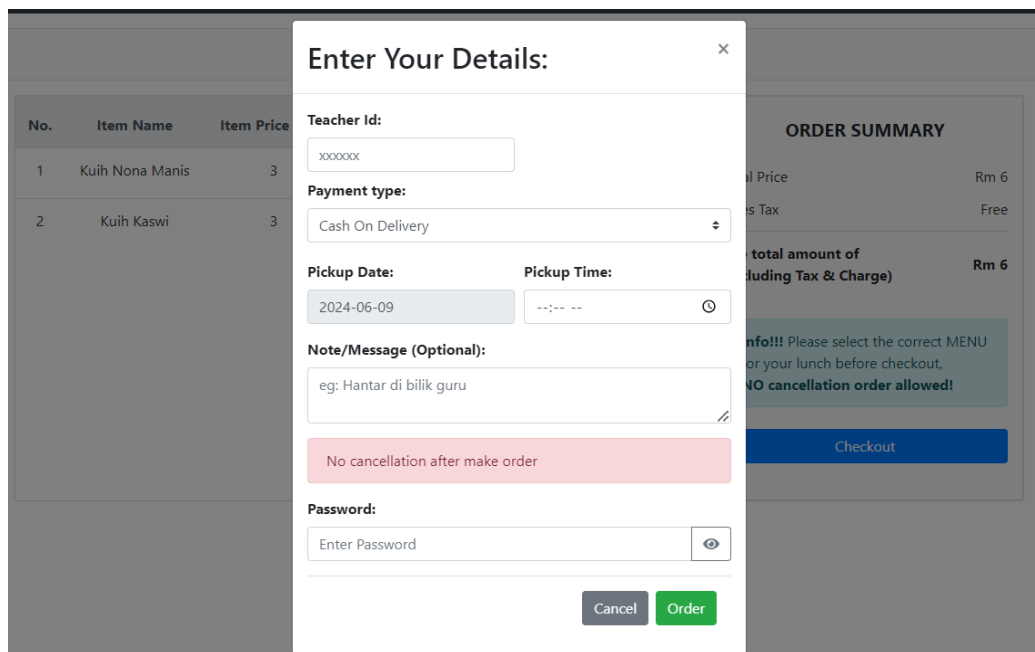 Enter Your Details:
×
Teacher Id:
xxxxxx
Payment type:
Cash On Delivery
Pickup Date:
Pickup Time:
2024-06-09
--:-- --
Note/Message (Optional):
eg: Hantar di bilik guru
No cancellation after make order
Password:
Enter Password
Cancel
Order
No.
Item Name
Item Price
1
Kuih Nona Manis
3
2
Kuih Kaswi
3
ORDER SUMMARY
Price
Rm 6
Tax
Free
total amount of
Tax & Charge)
Rm 6
Please select the correct MENU
your lunch before checkout,
NO cancellation order allowed!
Checkout